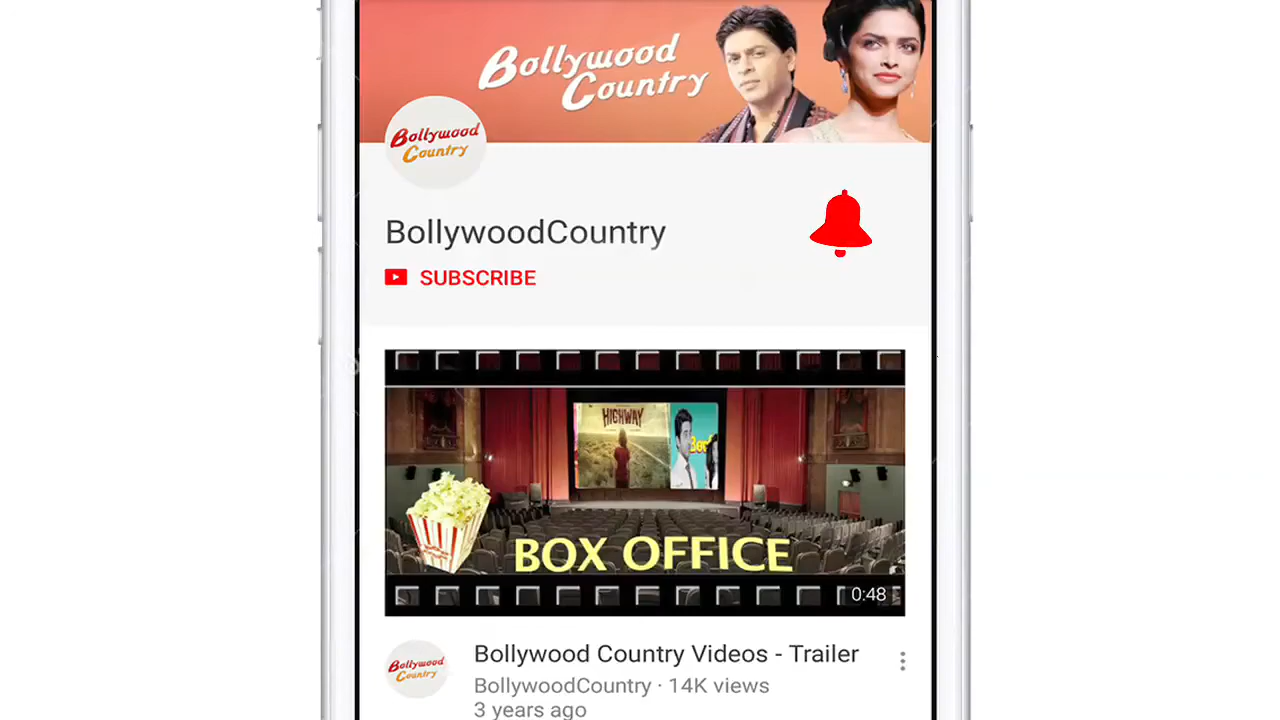 Bollywood
Country
Bollywood
Country
BollywoodCountry
SUBSCRIBE
HIGHWAY
BOX OFFICE
0:48
Bollywood
Country
Bollywood Country Videos - Trailer
BollywoodCountry · 14K views
3 years ago